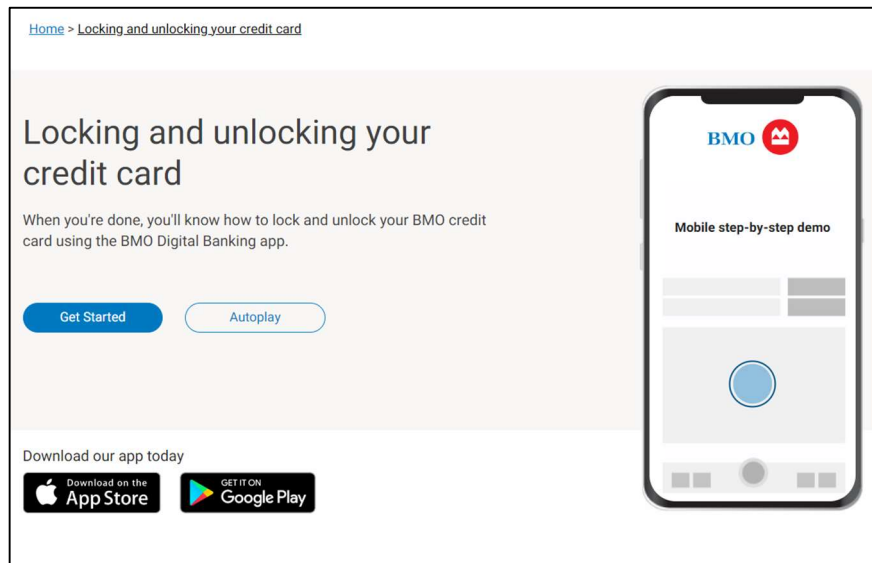 Home > Locking and unlocking your credit card
Locking and unlocking your
credit card
When you're done, you'll know how to lock and unlock your BMO credit
card using the BMO Digital Banking app.
Get Started
Autoplay
Download our app today
Download on the
App Store
GET IT ON
Google Play
BMO
Mobile step-by-step demo